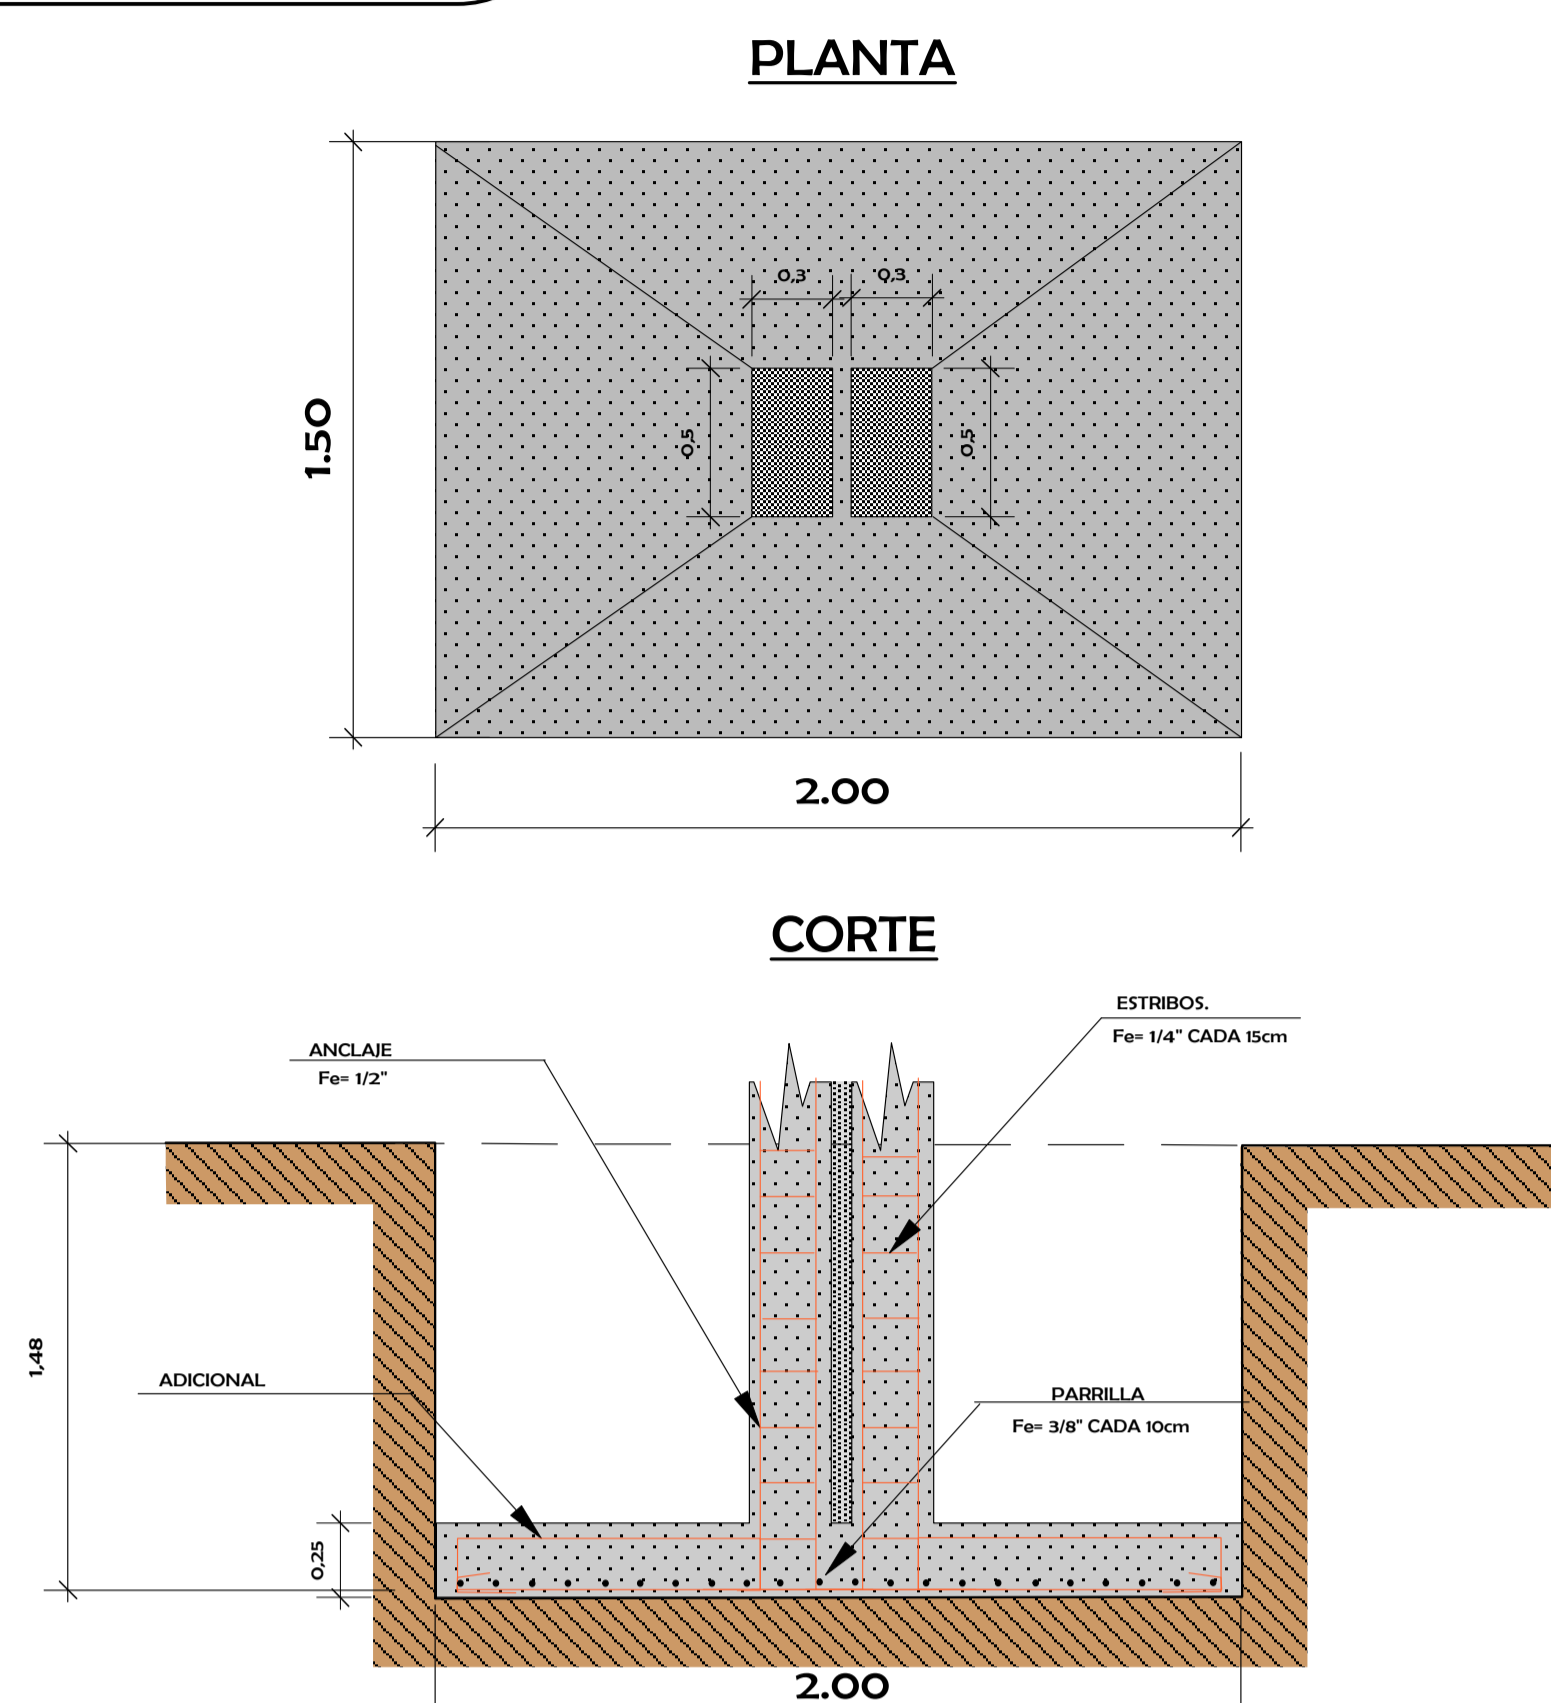 PLANTA
0,3
0,3
0,5
0,5
1.50
2.00
CORTE
ESTRIBOS.
Fe= 1/4" CADA 15cm
ANCLAJE
Fe= 1/2"
1,48
ADICIONAL
PARRILLA
Fe= 3/8" CADA 10cm
0,25
2.00